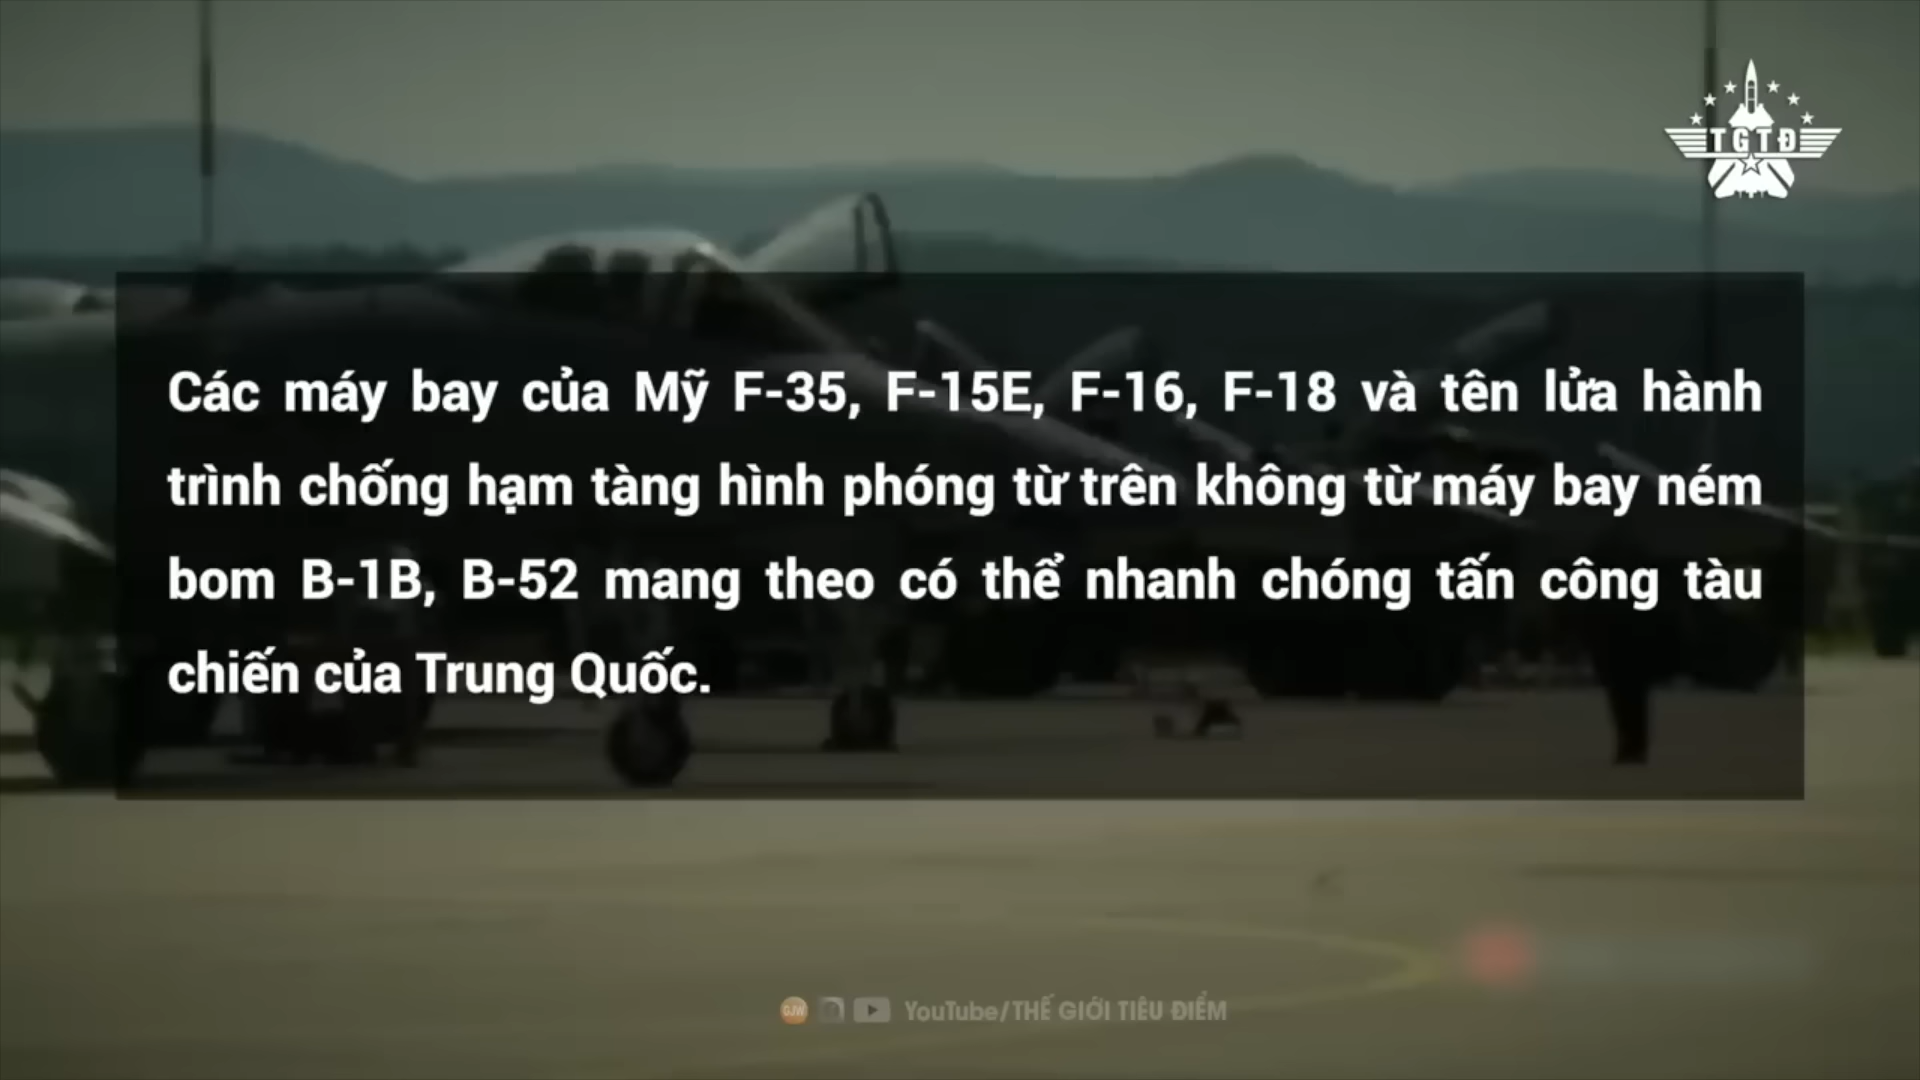 TGTĐ
Các máy bay của Mỹ F-35, F-15E, F-16, F-18 và tên lửa hành
trình chống hạm tàng hình phóng từ trên không từ máy bay ném
bom B-1B, B-52 mang theo có thể nhanh chóng tấn công tàu
chiến của Trung Quốc.
GJW YouTube/THẾ GIỚI TIÊU ĐIỂM